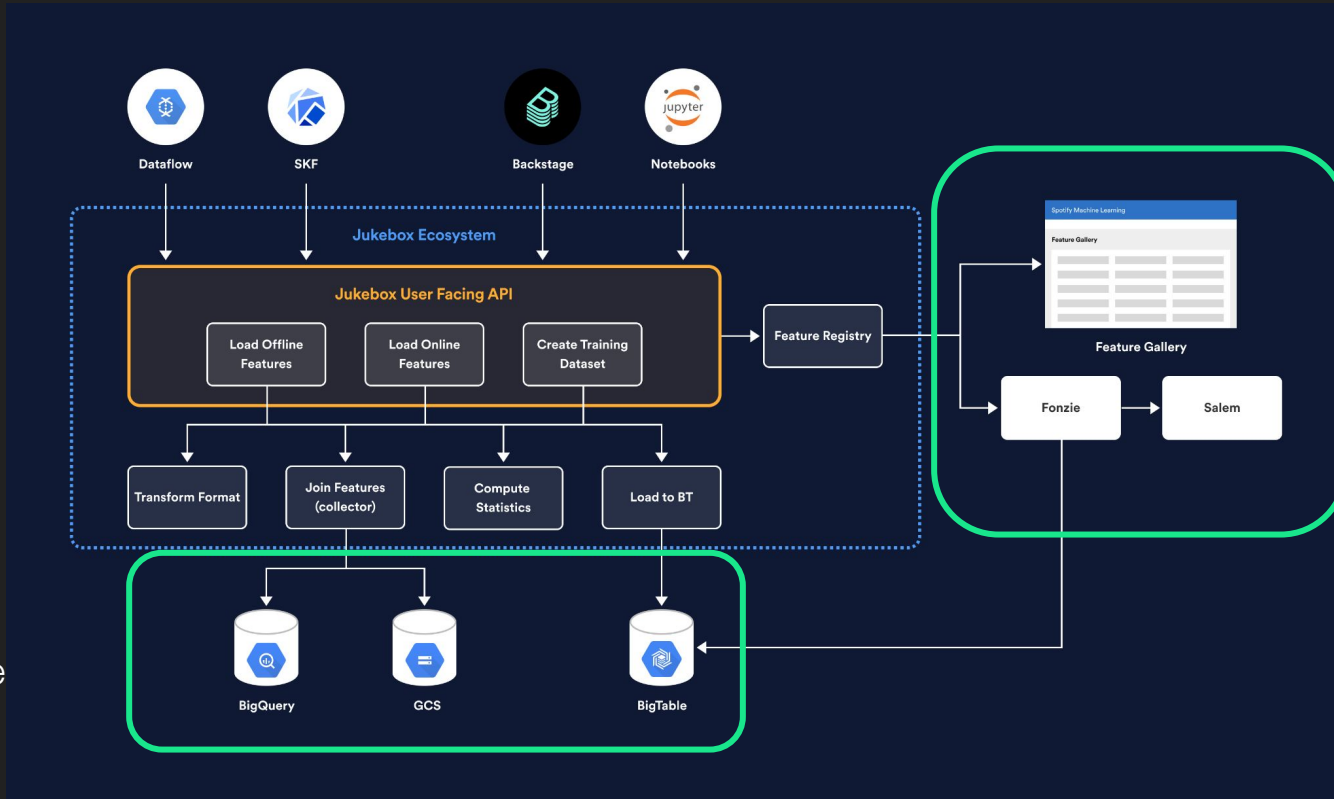 Dataflow
SKF
Backstage
jupyter
Notebooks
Jukebox Ecosystem
Jukebox User Facing API
Load Offline
Features
Load Online
Features
Create Training
Dataset
Feature Registry
Spotify Machine Learning
Feature Gallery
Feature Gallery
Fonzie
Salem
Transform Format
Join Features
(collector)
Compute
Statistics
Load to BT
BigQuery
GCS
BigTable
e